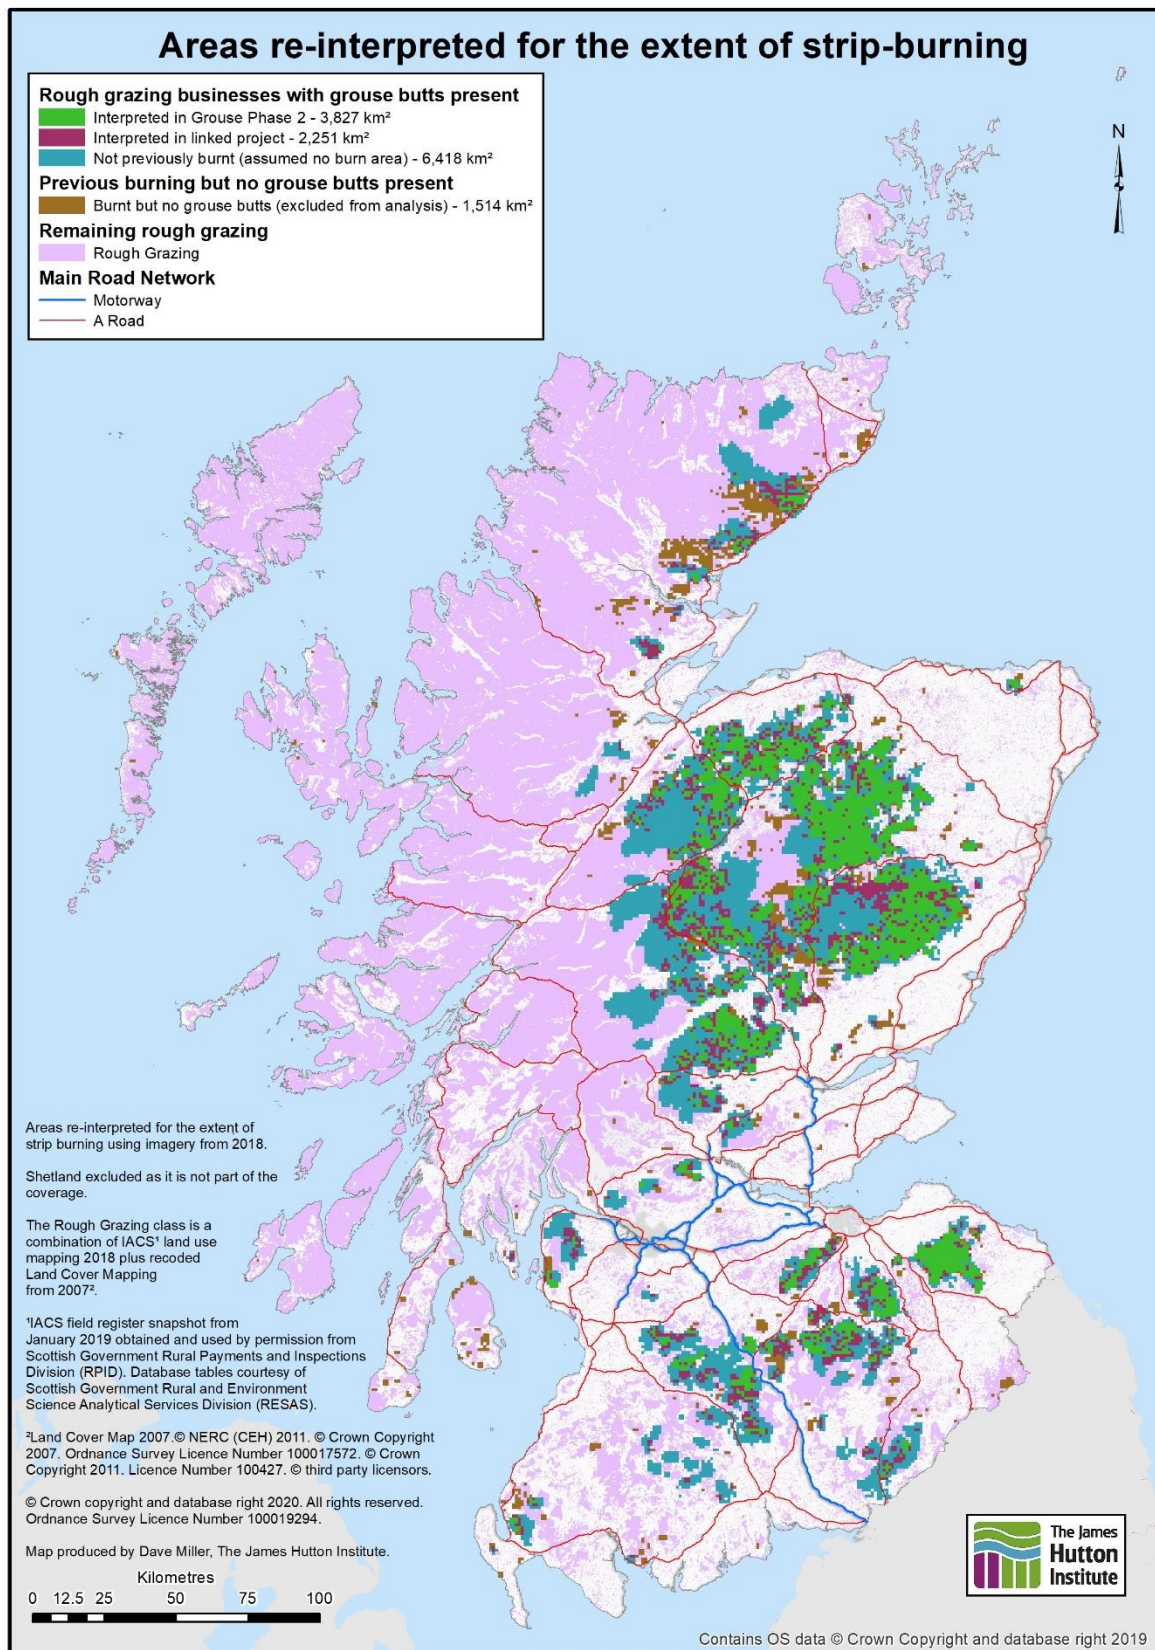 Areas re-interpreted for the extent of strip-burning
Rough grazing businesses with grouse butts present
Interpreted in Grouse Phase 2 - 3,827 km²
Interpreted in linked project - 2,251 km²
Not previously burnt (assumed no burn area) - 6,418 km²
Previous burning but no grouse butts present
Burnt but no grouse butts (excluded from analysis) - 1,514 km²
Remaining rough grazing
Rough Grazing
Main Road Network
Motorway
A Road
N
Areas re-interpreted for the extent of
strip burning using imagery from 2018.
Shetland excluded as it is not part of the
coverage.
The Rough Grazing class is a
combination of IACS¹ land use
mapping 2018 plus recoded
Land Cover Mapping
from 2007².
¹IACS field register snapshot from
January 2019 obtained and used by permission from
Scottish Government Rural Payments and Inspections
Division (RPID). Database tables courtesy of
Scottish Government Rural and Environment
Science Analytical Services Division (RESAS).
²Land Cover Map 2007.© NERC (CEH) 2011. © Crown Copyright
2007. Ordnance Survey Licence Number 100017572. © Crown
Copyright 2011. Licence Number 100427. © third party licensors.
© Crown copyright and database right 2020. All rights reserved.
Ordnance Survey Licence Number 100019294.
Map produced by Dave Miller, The James Hutton Institute.
Kilometres
0 12.5 25 50 75 100
The James
Hutton
Institute
Contains OS data © Crown Copyright and database right 2019